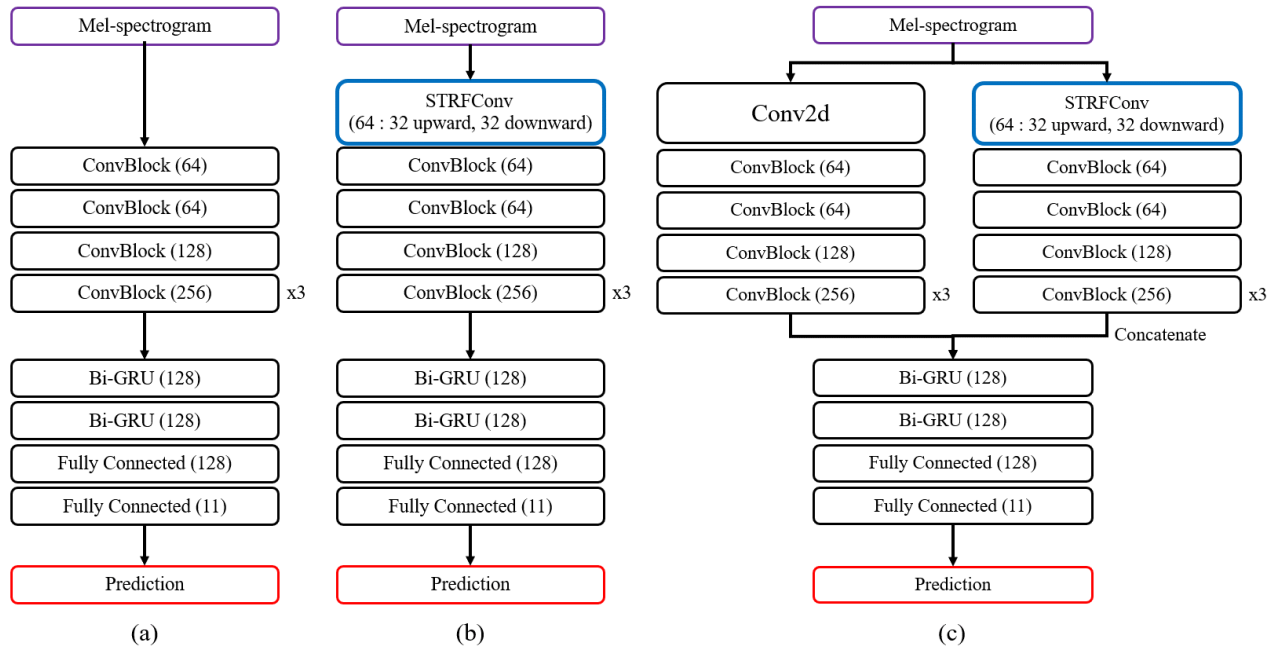 Mel-spectrogram
ConvBlock (64)
ConvBlock (64)
ConvBlock (128)
ConvBlock (256)
x3
Bi-GRU (128)
Bi-GRU (128)
Fully Connected (128)
Fully Connected (11)
Prediction
(a)
Mel-spectrogram
STRFConv
(64 : 32 upward, 32 downward)
ConvBlock (64)
ConvBlock (64)
ConvBlock (128)
ConvBlock (256)
x3
Bi-GRU (128)
Bi-GRU (128)
Fully Connected (128)
Fully Connected (11)
Prediction
(b)
Mel-spectrogram
Conv2d
ConvBlock (64)
ConvBlock (64)
ConvBlock (128)
ConvBlock (256)
x3
STRFConv
(64 : 32 upward, 32 downward)
ConvBlock (64)
ConvBlock (64)
ConvBlock (128)
ConvBlock (256)
x3
Concatenate
Bi-GRU (128)
Bi-GRU (128)
Fully Connected (128)
Fully Connected (11)
Prediction
(c)